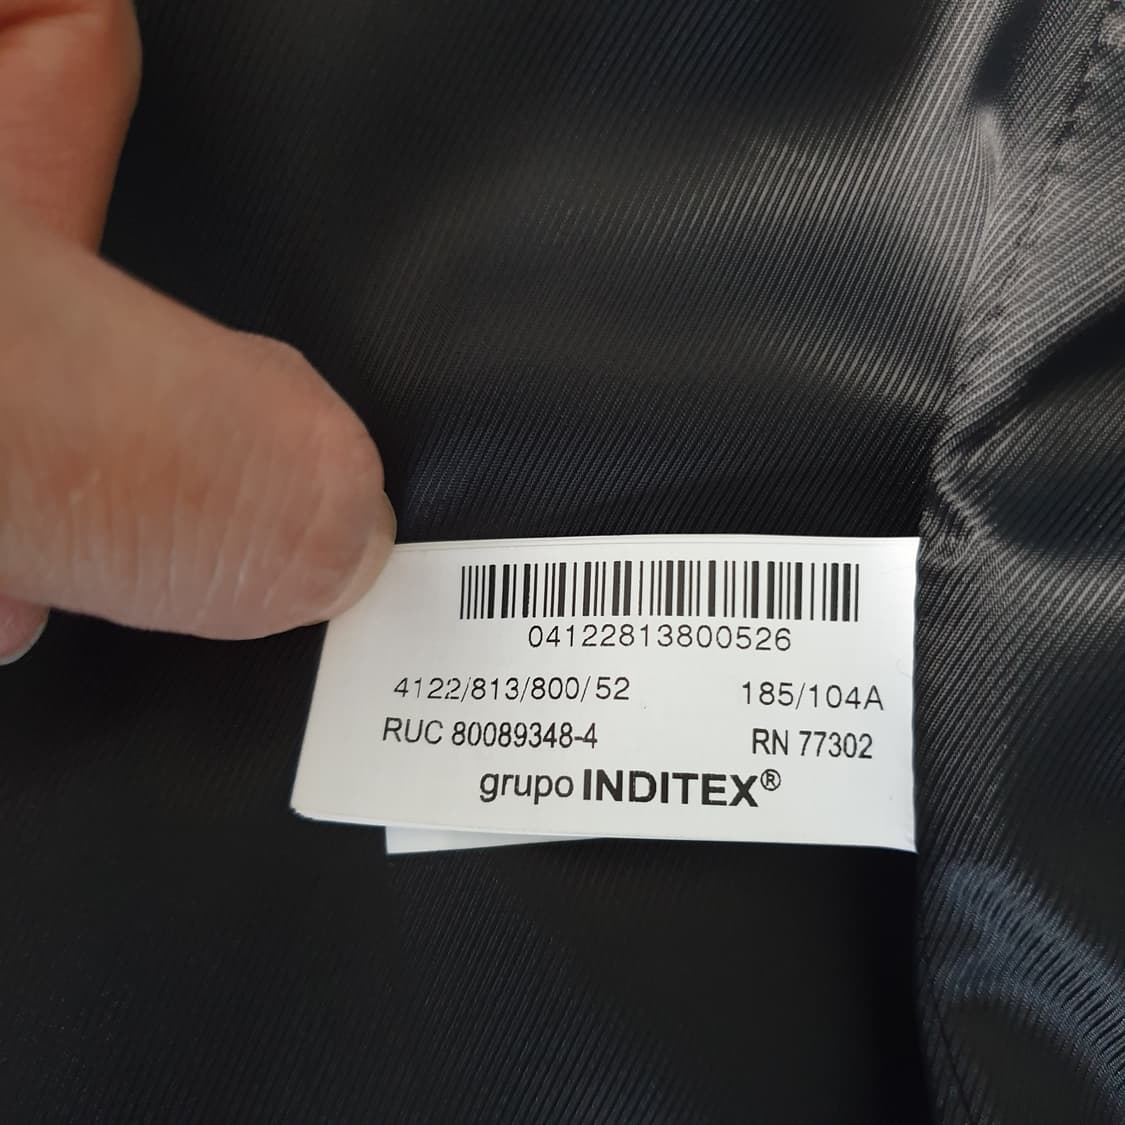 04122813800526
4122/813/800/52 185/104A
RUC 80089348-4 RN 77302
grupo INDITEX®